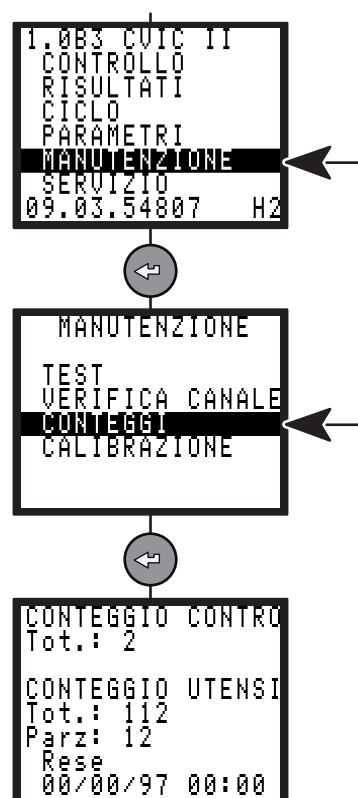 1.0B3 CVIC II
CONTROLLO
RISULTATI
CICLO
PARAMETRI
MANUTENZIONE
SERVIZIO
09.03.54807 H2
MANUTENZIONE
TEST
VERIFICA CANALE
CONTEGGI
CALIBRAZIONE
CONTEGGIO CONTRO
Tot.: 2
CONTEGGIO UTENSI
Tot.: 112
Parz: 12
Rese
00/00/97 00:00